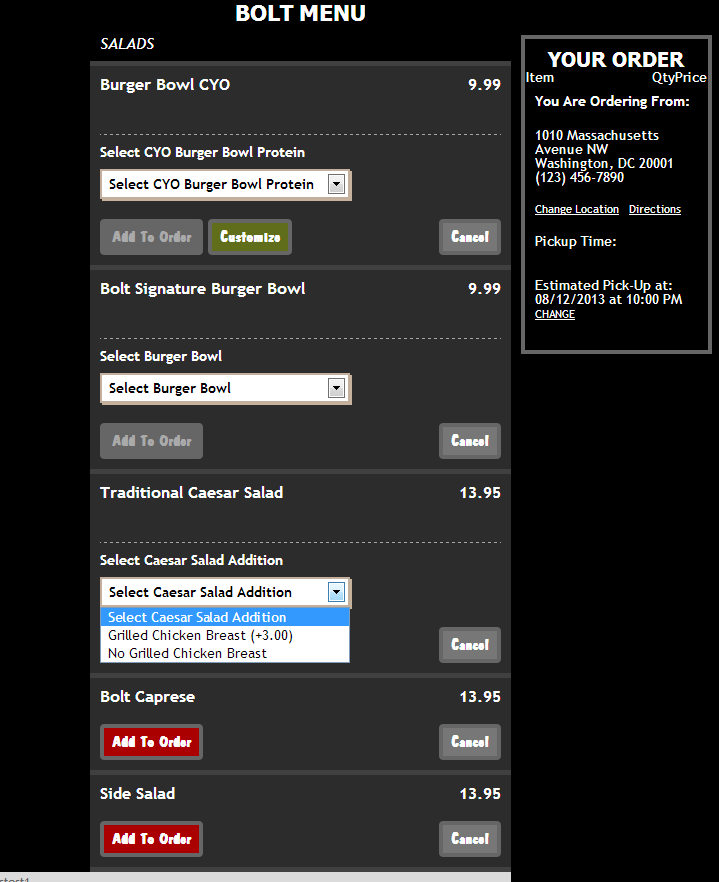 BOLT MENU
SALADS
Burger Bowl CYO 9.99
Select CYO Burger Bowl Protein
Select CYO Burger Bowl Protein
Add To Order Customize Cancel
Bolt Signature Burger Bowl 9.99
Select Burger Bowl
Select Burger Bowl
Add To Order Cancel
Traditional Caesar Salad 13.95
Select Caesar Salad Addition
Select Caesar Salad Addition
Select Caesar Salad Addition
Grilled Chicken Breast (+3.00)
No Grilled Chicken Breast
Cancel
Bolt Caprese 13.95
Add To Order Cancel
Side Salad 13.95
Add To Order Cancel
YOUR ORDER
Item QtyPrice
You Are Ordering From:
1010 Massachusetts
Avenue NW
Washington, DC 20001
(123) 456-7890
Change Location Directions
Pickup Time:
Estimated Pick-Up at:
08/12/2013 at 10:00 PM
CHANGE